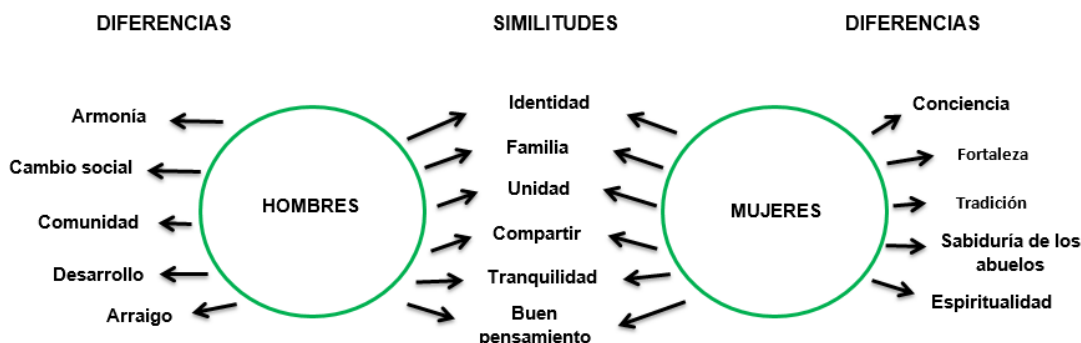 DIFERENCIAS
SIMILITUDES
DIFERENCIAS
Armonía
Cambio social
Comunidad
Desarrollo
Arraigo
HOMBRES
Identidad
Familia
Unidad
Compartir
Tranquilidad
Buen
pensamiento
MUJERES
Conciencia
Fortaleza
Tradición
Sabiduría de los
abuelos
Espiritualidad